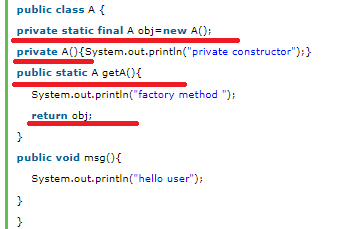 public class A {
private static final A obj=new A();
private A(){System.out.println("private constructor");}
public static A getA(){
System.out.println("factory method ");
return obj;
}
public void msg(){
System.out.println("hello user");
}
}